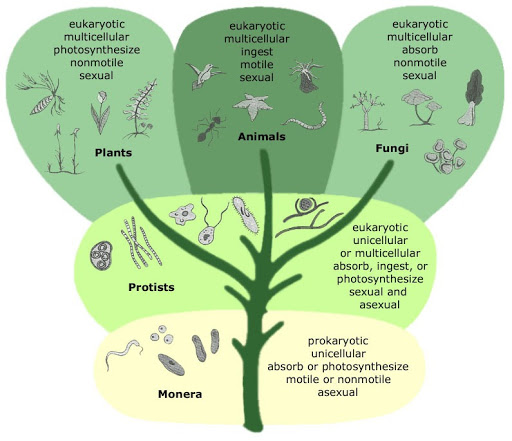 eukaryotic
multicellular
photosynthesize
nonmotile
sexual
Plants
eukaryotic
multicellular
ingest
motile
sexual
Animals
eukaryotic
multicellular
absorb
nonmotile
sexual
Fungi
Protists
eukaryotic
unicellular
or multicellular
absorb, ingest, or
photosynthesize
sexual and
asexual
Monera
prokaryotic
unicellular
absorb or photosynthesize
motile or nonmotile
asexual